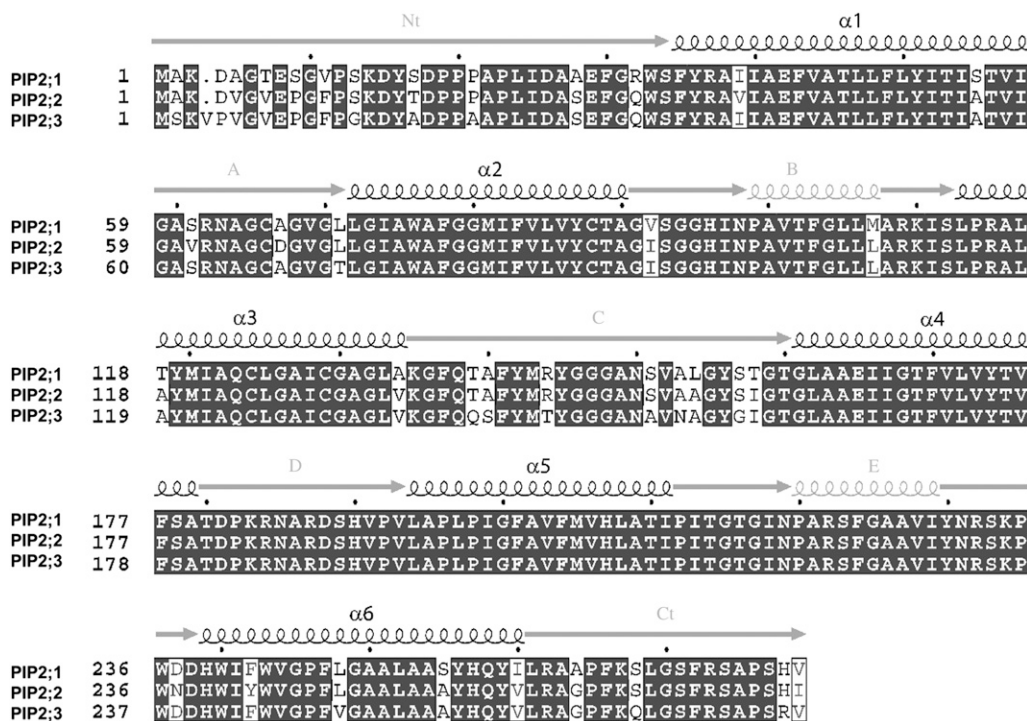 Nt α1
PIP2;1 1 MAK.DAGTESGVPSKDYSDPPPAPLIDAAEFGRWSFYRAIIAEFVATLLFLYITISTVI
PIP2;2 1 MAK.DVGVEPGFPSKDYTDPPPAPLIDASEFGQWSFYRAVIAEFVATLLFLYITIATVI
PIP2;3 1 MSKVPVGVEPGFPGKDYADPPAAPLIDASEFGQWSFYRAIIAEFVATLLFLYITIATVI
A α2 B
PIP2;1 59 GASRNAGCAGVGLLGIAWAFGGMIFVLVYCTAGVSGGHINPAVTFGLLMARKISLPRAL
PIP2;2 59 GAVRNAGCDGVGLLGIAWAFGGMIFVLVYCTAGISGGHINPAVTFGLLLARKISLPRAL
PIP2;3 60 GASRNAGCAGVGTLGIAWAFGGMIFVLVYCTAGISGGHINPAVTFGLLLARKISLPRAL
α3 C α4
PIP2;1 118 TYMIAQCLGAICGAGLAKGFQTAFYMRYGGGANSVALGYSTGTGLAAEIIGTFVLVYTV
PIP2;2 118 AYMIAQCLGAICGAGLVKGFQTAFYMRYGGGANSVAAGYSIGTGLAAEIIGTFVLVYTV
PIP2;3 119 AYMIAQCLGAICGAGLVKGFQQSFYMTYGGGANAVNAGYGIGTGLAAEIIGTFVLVYTV
D α5 E
PIP2;1 177 FSATDPKRNARDSHVPVLAPLPIGFAVFMVHLATIPITGTGINPARSFGAAVIYNRSKP
PIP2;2 177 FSATDPKRNARDSHVPVLAPLPIGFAVFMVHLATIPITGTGINPARSFGAAVIYNRSKP
PIP2;3 178 FSATDPKRNARDSHVPVLAPLPIGFAVFMVHLATIPITGTGINPARSFGAAVIYNRSKP
α6 Ct
PIP2;1 236 WDDHWIFWVGPFLGAALAASYHQYILRAAPFKSLGSFRSAPSHV
PIP2;2 236 WNDHWIYWVGPFLGAALAAAYHQYVLRAGPFKSLGSFRSAPSHI
PIP2;3 237 WDDHWIFWVGPFVGAALAAAYHQYVLRAGPFKQLGSFRSAPSRV